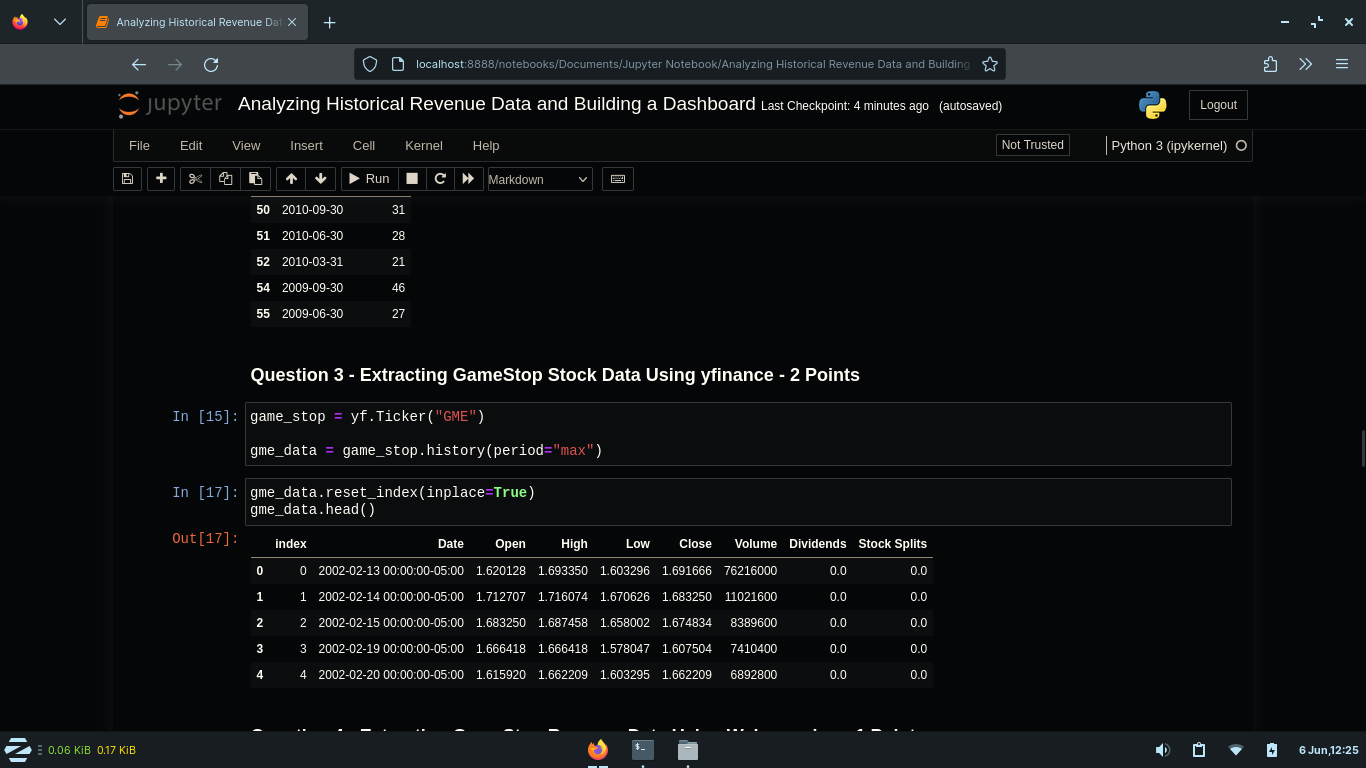 Analyzing Historical Revenue Da
localhost:8888/notebooks/Documents/Jupyter Notebook/Analyzing Historical Revenue Data and Building
jupyter Analyzing Historical Revenue Data and Building a Dashboard Last Checkpoint: 4 minutes ago (autosaved) Logout
File Edit View Insert Cell Kernel Help Not Trusted Python 3 (ipykernel)
Run Markdown
50 2010-09-30 31
51 2010-06-30 28
52 2010-03-31 21
54 2009-09-30 46
55 2009-06-30 27
Question 3 - Extracting GameStop Stock Data Using yfinance - 2 Points
In [15]: game_stop = yf.Ticker("GME")
gme_data = game_stop.history(period="max")
In [17]: gme_data.reset_index(inplace=True)
gme_data.head()
Out[17]:
index Date Open High Low Close Volume Dividends Stock Splits
0 0 2002-02-13 00:00:00-05:00 1.620128 1.693350 1.603296 1.691666 76216000 0.0 0.0
1 1 2002-02-14 00:00:00-05:00 1.712707 1.716074 1.670626 1.683250 11021600 0.0 0.0
2 2 2002-02-15 00:00:00-05:00 1.683250 1.687458 1.658002 1.674834 8389600 0.0 0.0
3 3 2002-02-19 00:00:00-05:00 1.666418 1.666418 1.578047 1.607504 7410400 0.0 0.0
4 4 2002-02-20 00:00:00-05:00 1.615920 1.662209 1.603295 1.662209 6892800 0.0 0.0
0.06 KiB 0.17 KiB 6 Jun,12:25